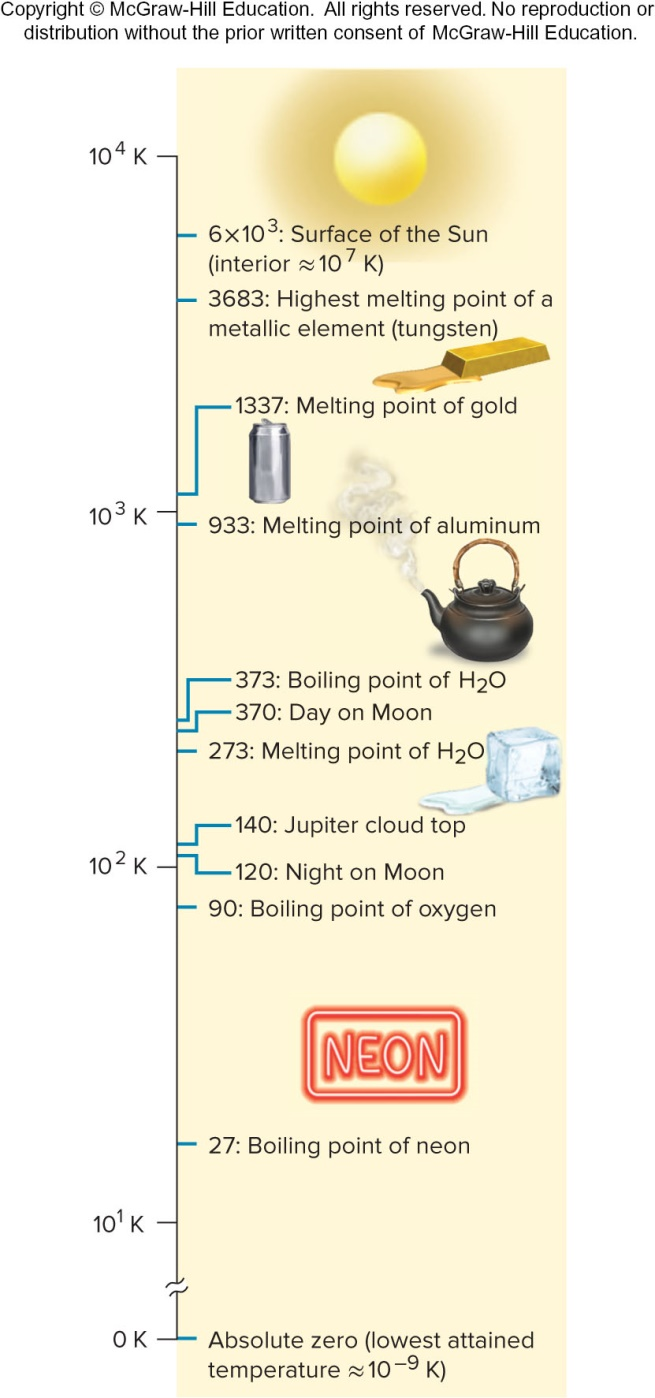 Copyright © McGraw-Hill Education.  All rights reserved. No reproduction or
distribution without the prior written consent of McGraw-Hill Education.
10⁴ K
6×10³: Surface of the Sun
(interior ≈10⁷ K)
3683: Highest melting point of a
metallic element (tungsten)
1337: Melting point of gold
10³ K
933: Melting point of aluminum
373: Boiling point of H₂O
370: Day on Moon
273: Melting point of H₂O
140: Jupiter cloud top
10² K
120: Night on Moon
90: Boiling point of oxygen
NEON
27: Boiling point of neon
10¹ K
0 K
Absolute zero (lowest attained
temperature ≈10⁻⁹ K)